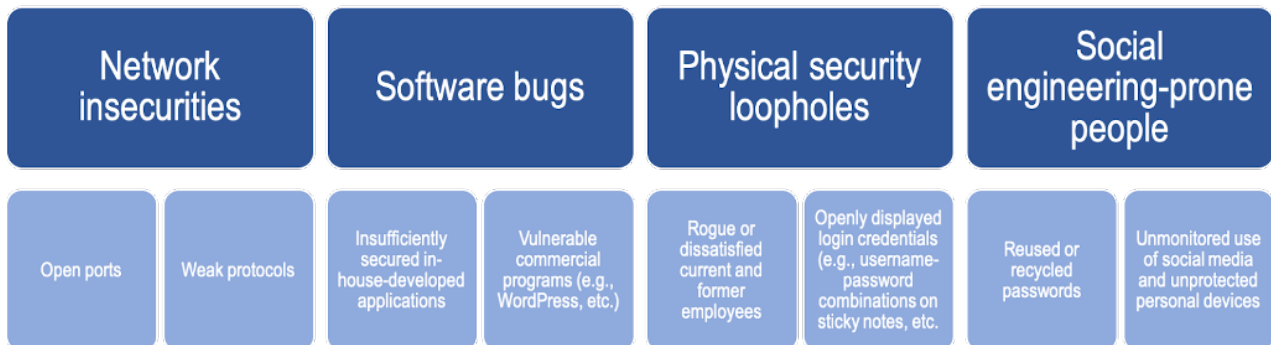 Network
insecurities
Software bugs
Physical security
loopholes
Social
engineering-prone
people
Open ports
Weak protocols
Insufficiently
secured in-
house-developed
applications
Vulnerable
commercial
programs (e.g.,
WordPress, etc.)
Rogue or
dissatisfied
current and
former
employees
Openly displayed
login credentials
(e.g., username-
password
combinations on
sticky notes, etc.
Reused or
recycled
passwords
Unmonitored use
of social media
and unprotected
personal devices